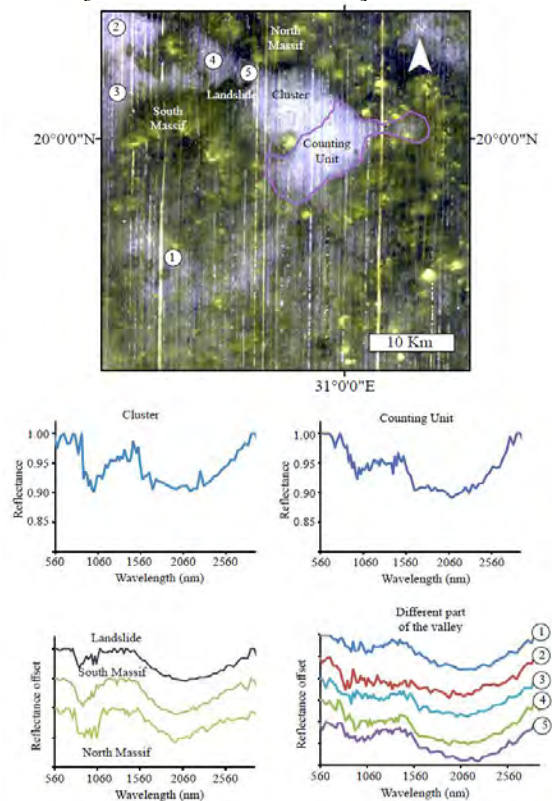 2
North
Massif
N
4
5
3
Landslide
Cluster
South
Massif
20°0'0"N
20°0'0"N
Counting
Unit
1
10 Km
31°0'0"E
Cluster
Counting Unit
1.00
0.95
0.90
0.85
Reflectance
560 1060 1560 2060 2560
Wavelength (nm)
1.00
0.95
0.90
0.85
Reflectance
560 1060 1560 2060 2560
Wavelength (nm)
Landslide
South Massif
North Massif
Reflectance offset
560 1060 1560 2060 2560
Wavelength (nm)
Different part
of the valley
1
2
3
4
5
Reflectance offset
560 1060 1560 2060 2560
Wavelength (nm)